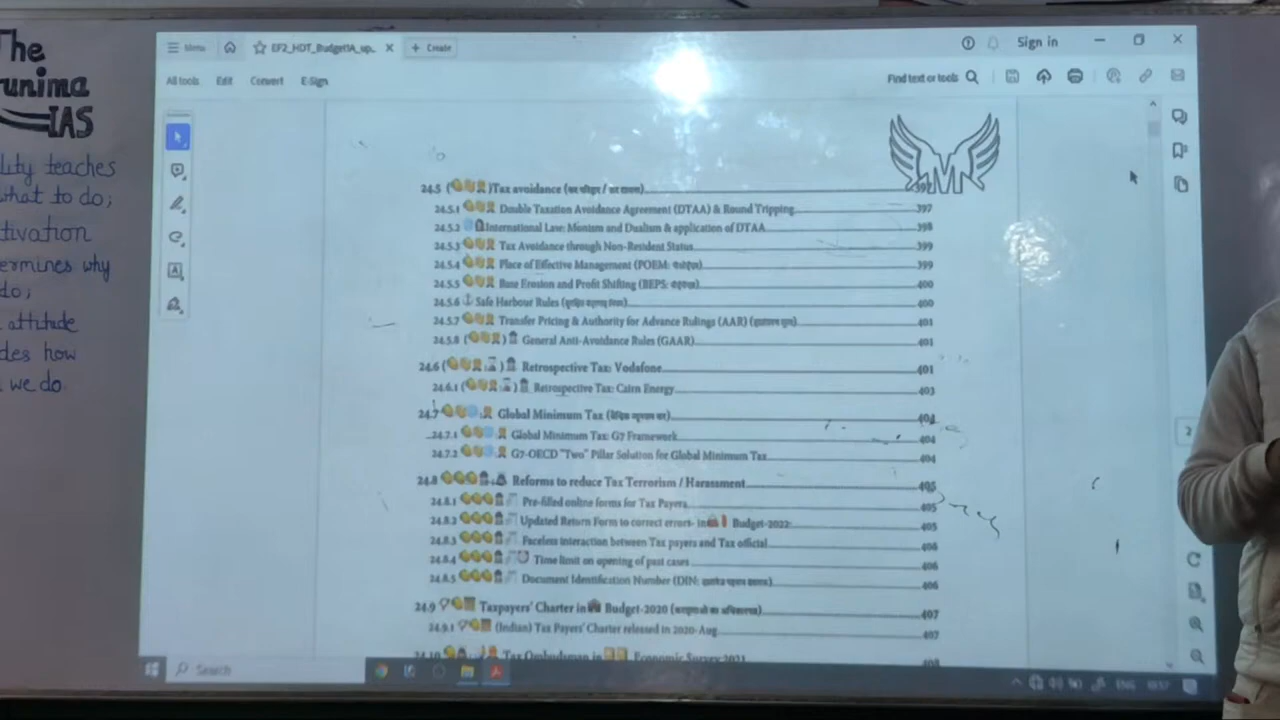 The
unima
IAS
lity teaches
what to do;
tivation
ermines why
do;
attitude
des how
we do
Menu EF2_HDT_Budget1A_up... × + Create Sign in
All tools Edit Convert E-Sign Find text or tools
M
24.5 ( )Tax avoidance
24.5.1 Double Taxation Avoidance Agreement (DTAA) & Round Tripping 397
24.5.2 International Law: Monism and Dualism & application of DTAA 398
24.5.3 Tax Avoidance through Non-Resident Status 399
24.5.4 Place of Effective Management (POEM: 399
24.5.5 Base Erosion and Profit Shifting (BEPS: 400
24.5.6 Safe Harbour Rules 400
24.5.7 Transfer Pricing & Authority for Advance Rulings (AAR) 401
24.5.8 ( ) General Anti-Avoidance Rules (GAAR) 401
24.6 ( ) Retrospective Tax: Vodafone 401
24.6.1 ( ) Retrospective Tax: Cairn Energy 403
24.7 Global Minimum Tax 404
24.7.1 Global Minimum Tax: G7 Framework 404
24.7.2 G7-OECD "Two" Pillar Solution for Global Minimum Tax 404
24.8 Reforms to reduce Tax Terrorism / Harassment 405
24.8.1 Pre-filled online forms for Tax Payers 405
24.8.2 Updated Return Form to correct errors- in Budget-2022 405
24.8.3 Faceless interaction between Tax payers and Tax official 406
24.8.4 Time limit on opening of past cases 406
24.8.5 Document Identification Number (DIN: 406
24.9 Taxpayers' Charter in Budget-2020 407
24.9.1 (Indian) Tax Payers' Charter released in 2020-Aug 407
24.10 Tax Ombudsman in Economic Survey-2021 408
Search ENG